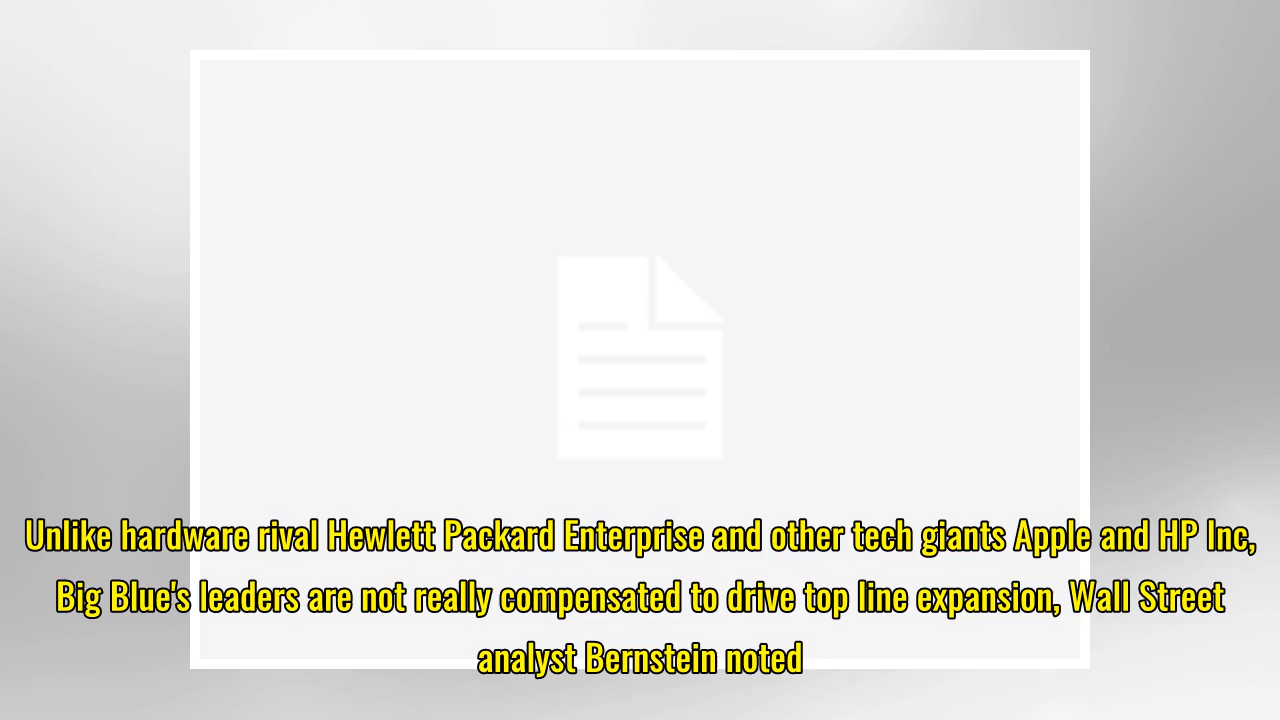 Unlike hardware rival Hewlett Packard Enterprise and other tech giants Apple and HP Inc,
Big Blue's leaders are not really compensated to drive top line expansion, Wall Street
analyst Bernstein noted